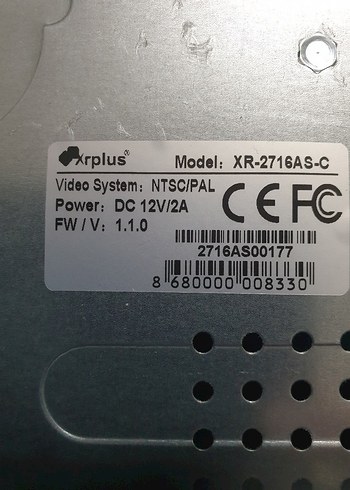 Xrplus® Model: XR-2716AS-C
Video System: NTSC/PAL
Power: DC 12V/2A
CE FC
FW / V: 1.1.0
2716AS00177
8 680000 008330